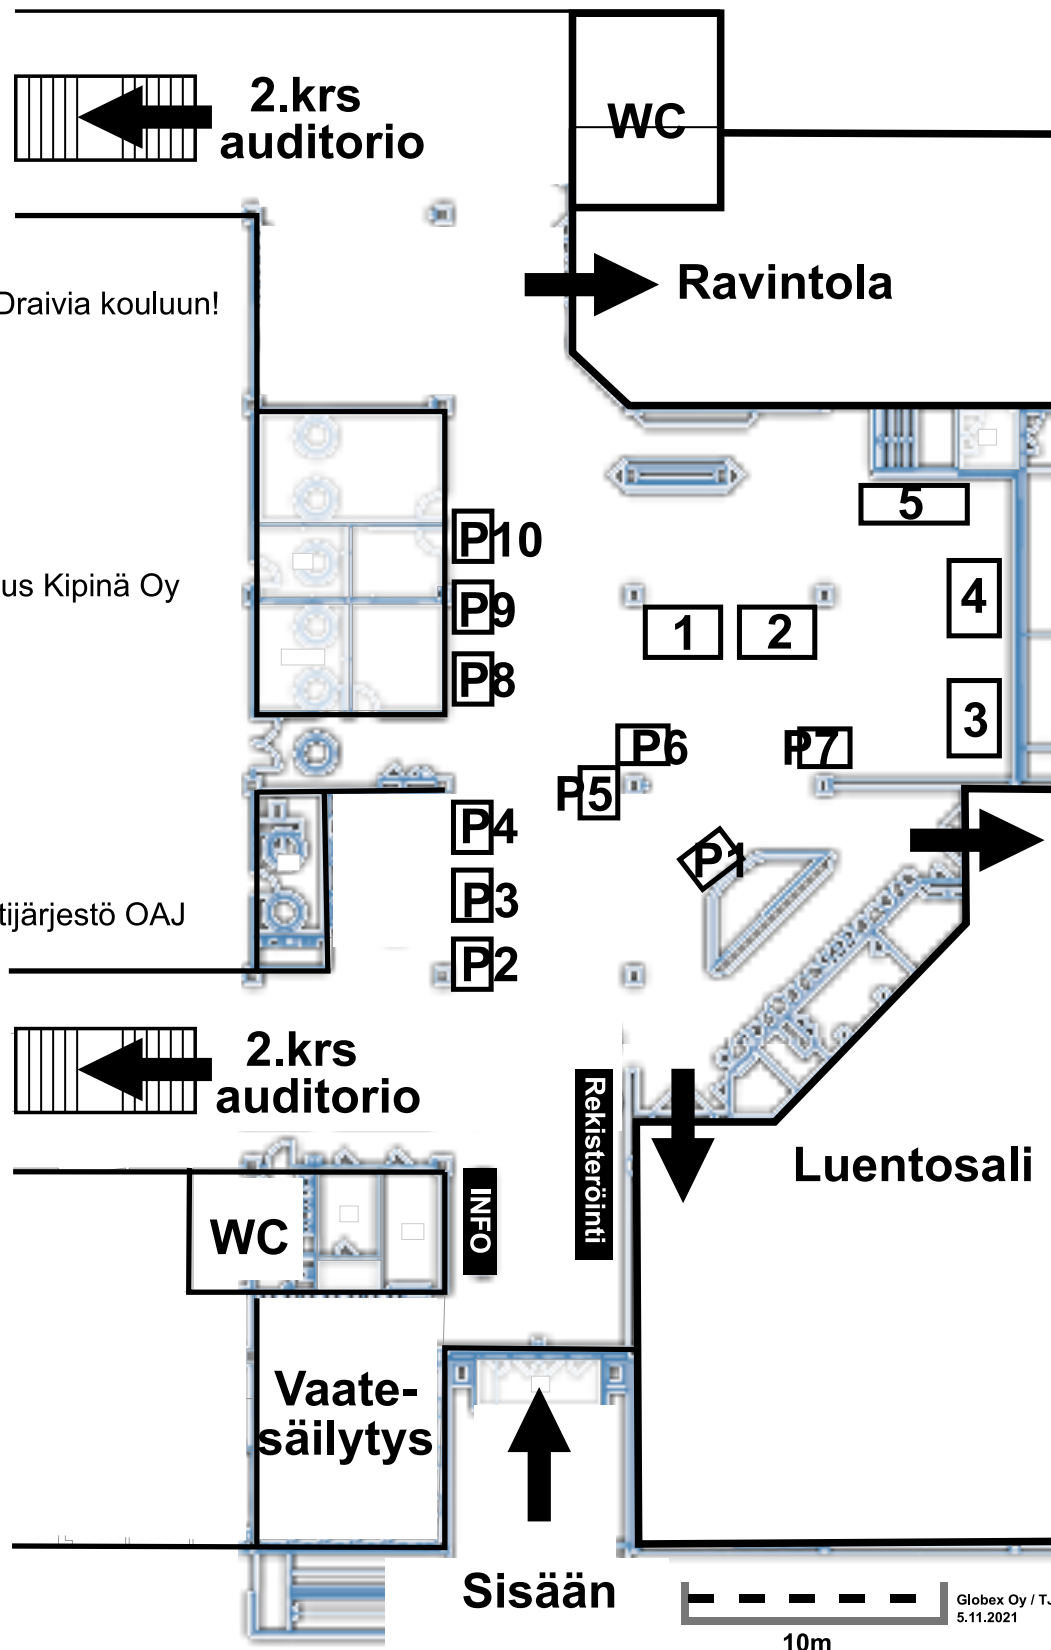 2.krs
auditorio
WC
Ravintola
Draivia kouluun!
5
P10
us Kipinä Oy
4
P9
1
2
P8
3
P6
P7
P5
P4
P1
P3
tijärjestö OAJ
P2
2.krs
auditorio
Rekisteröinti
Luentosali
INFO
WC
Vaate-
säilytys
Sisään
Globex Oy / TJ
5.11.2021
10m